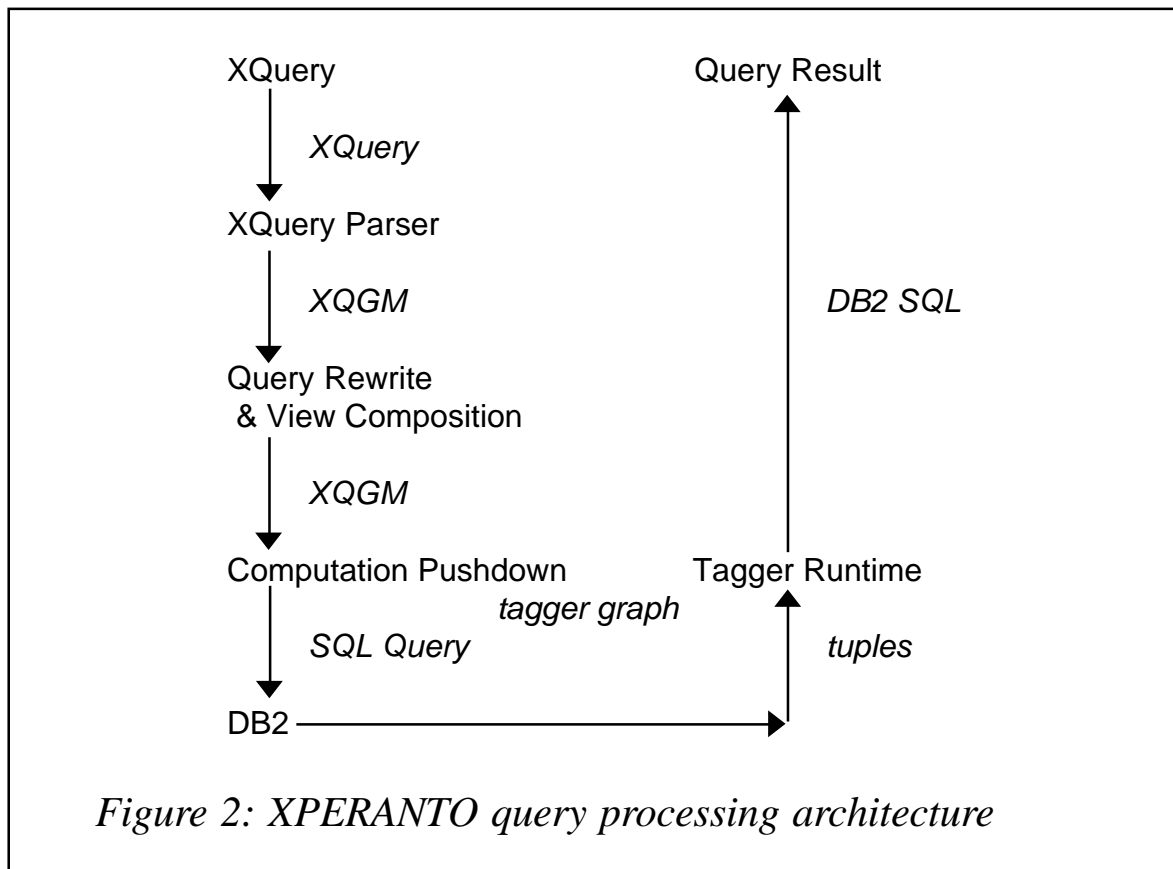 XQuery
Query Result
XQuery
XQuery Parser
XQGM
DB2 SQL
Query Rewrite
& View Composition
XQGM
Computation Pushdown
Tagger Runtime
tagger graph
SQL Query
tuples
DB2
Figure 2: XPERANTO query processing architecture